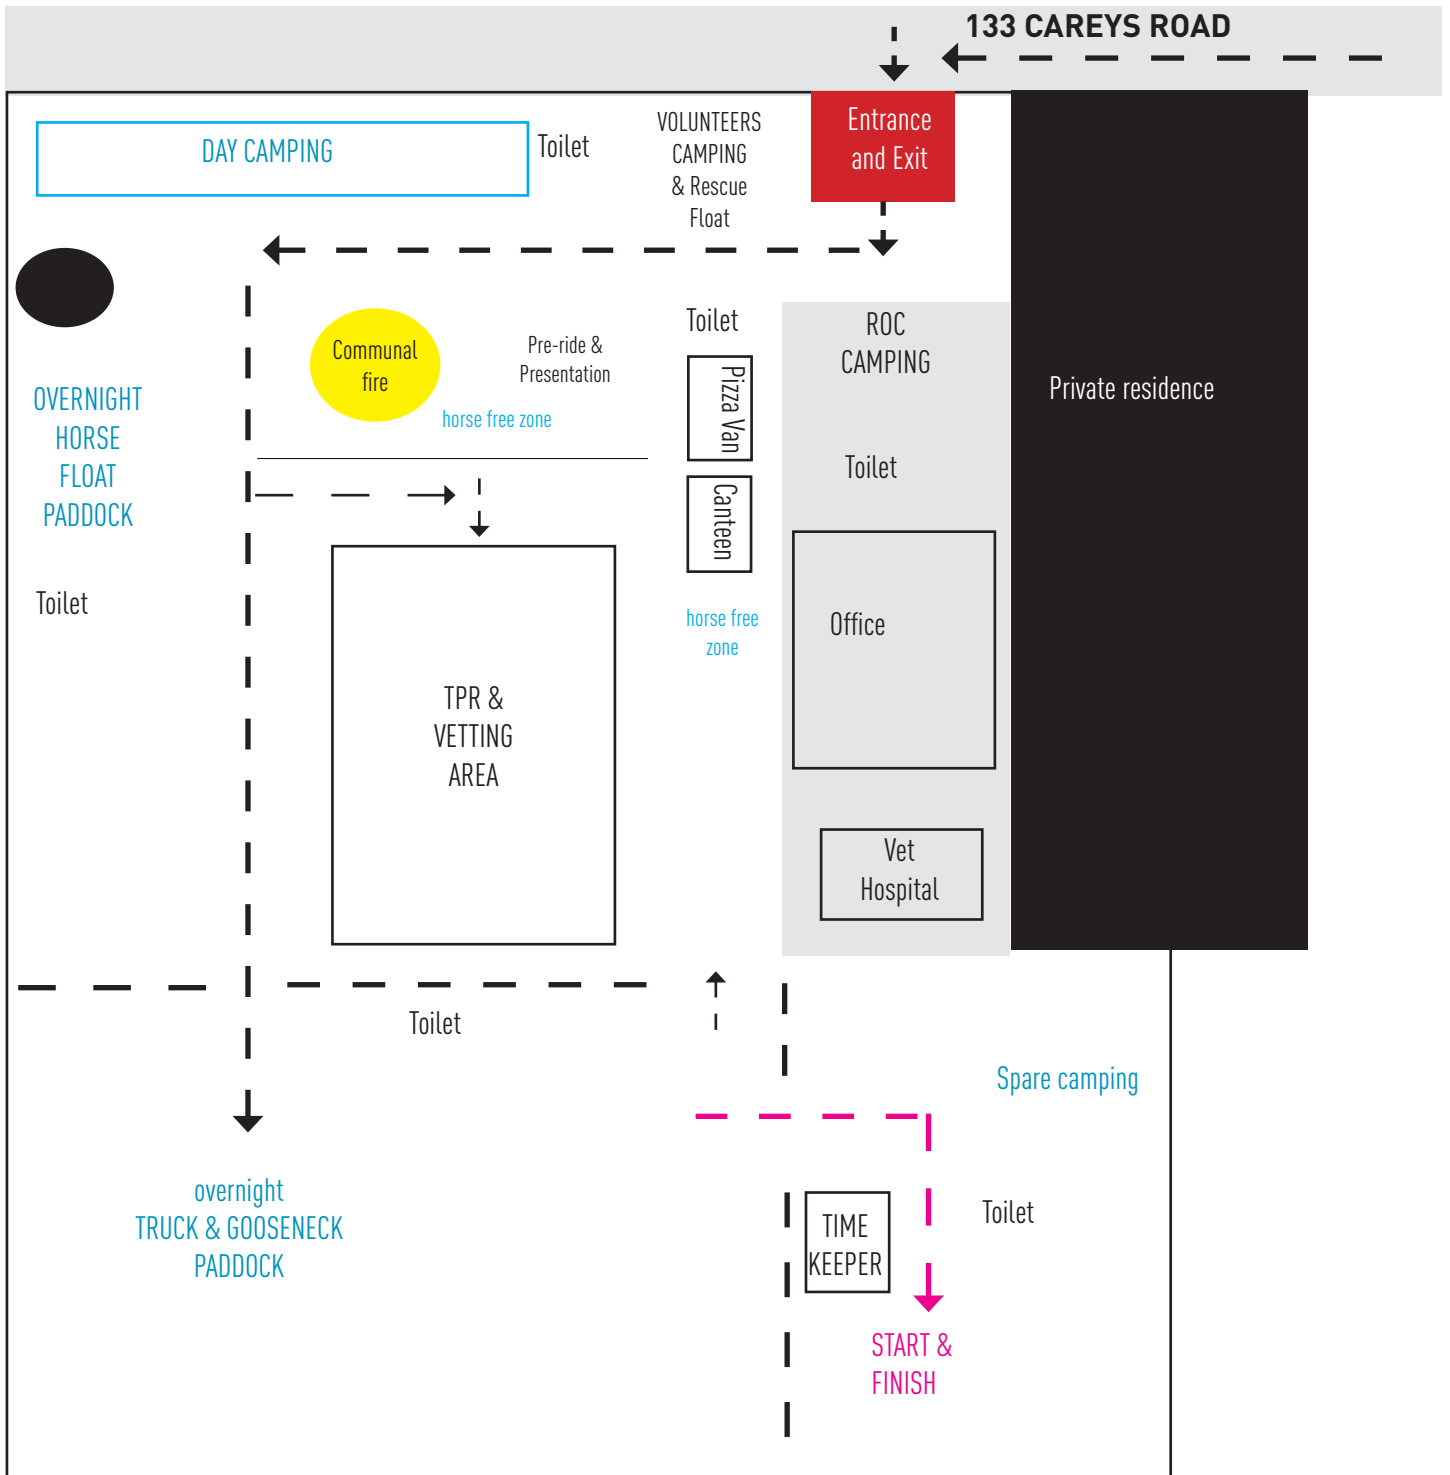 133 CAREYS ROAD
Entrance
and Exit
DAY CAMPING
Toilet
VOLUNTEERS
CAMPING
& Rescue
Float
Communal
fire
Pre-ride &
Presentation
horse free zone
Toilet
Pizza Van
Canteen
horse free
zone
ROC
CAMPING
Toilet
Office
Vet
Hospital
Private residence
OVERNIGHT
HORSE
FLOAT
PADDOCK
Toilet
TPR &
VETTING
AREA
Toilet
Spare camping
overnight
TRUCK & GOOSENECK
PADDOCK
TIME
KEEPER
Toilet
START &
FINISH